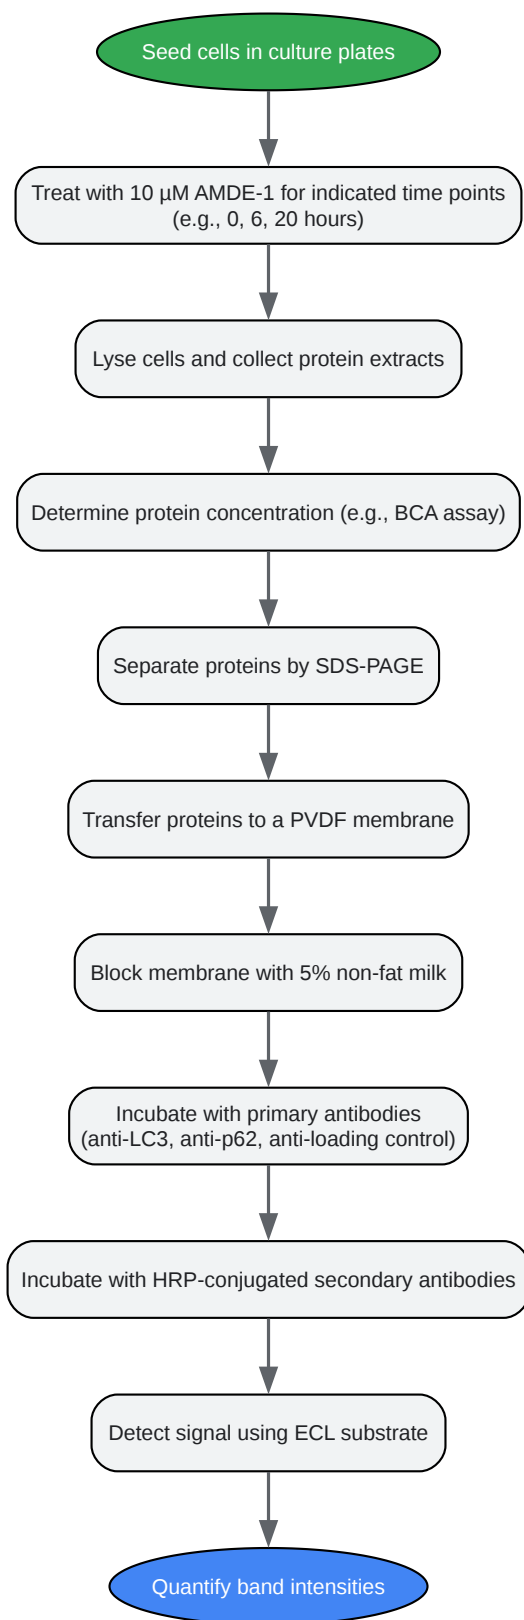 Seed cells in culture plates
Treat with 10 µM AMDE-1 for indicated time points
(e.g., 0, 6, 20 hours)
Lyse cells and collect protein extracts
Determine protein concentration (e.g., BCA assay)
Separate proteins by SDS-PAGE
Transfer proteins to a PVDF membrane
Block membrane with 5% non-fat milk
Incubate with primary antibodies
(anti-LC3, anti-p62, anti-loading control)
Incubate with HRP-conjugated secondary antibodies
Detect signal using ECL substrate
Quantify band intensities